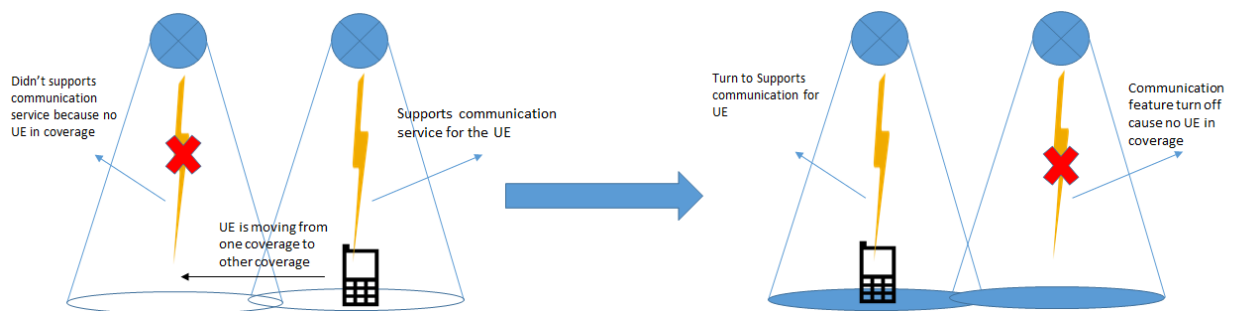 Didn't supports
communication
service because no
UE in coverage
Supports communication
service for the UE
UE is moving from
one coverage to
other coverage
Turn to Supports
communication for
UE
Communication
feature turn off
cause no UE in
coverage